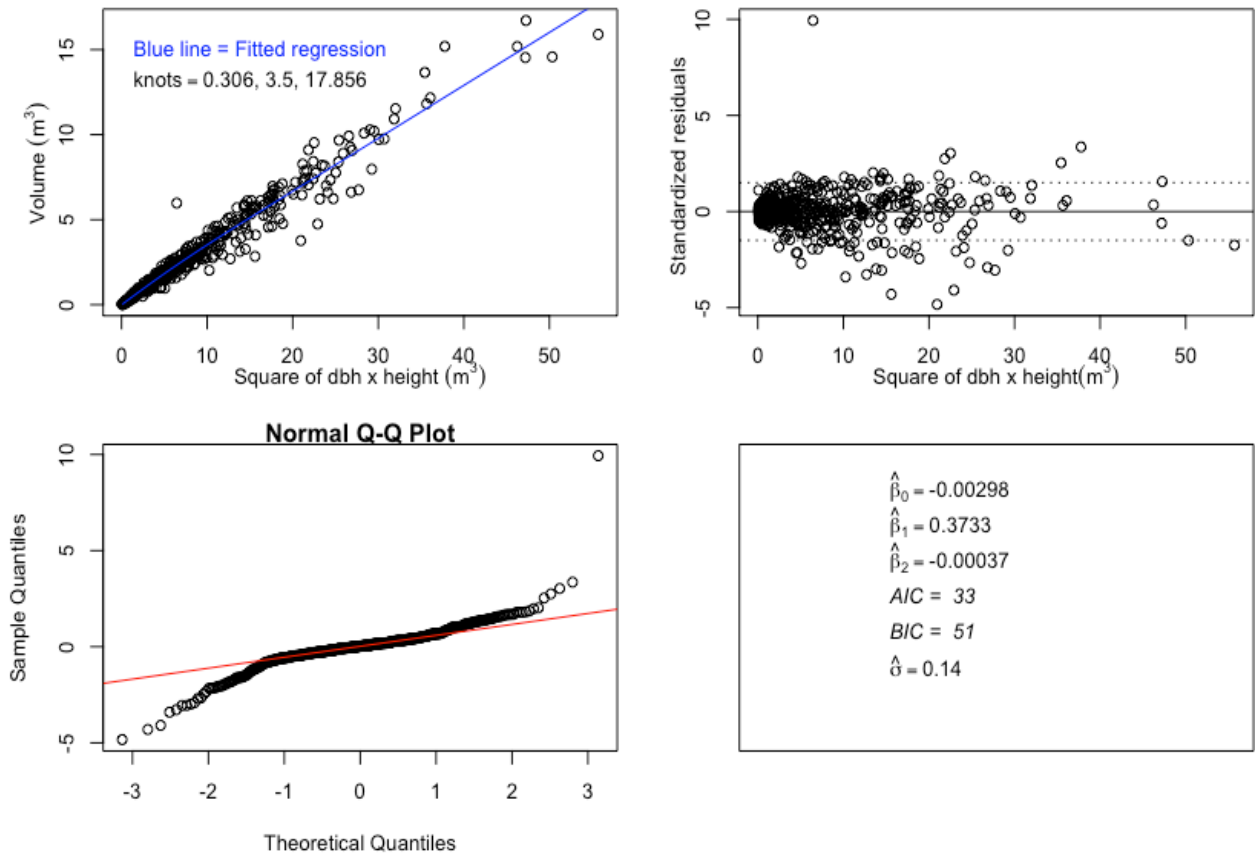 Blue line = Fitted regression
knots = 0.306, 3.5, 17.856
Volume (m³)
15
10
5
0
0 10 20 30 40 50
Square of dbh x height (m³)
Standardized residuals
10
5
0
-5
0 10 20 30 40 50
Square of dbh x height(m³)
Normal Q-Q Plot
Sample Quantiles
10
5
0
-5
-3 -2 -1 0 1 2 3
Theoretical Quantiles
β̂₀ = -0.00298
β̂₁ = 0.3733
β̂₂ = -0.00037
AIC = 33
BIC = 51
σ̂ = 0.14